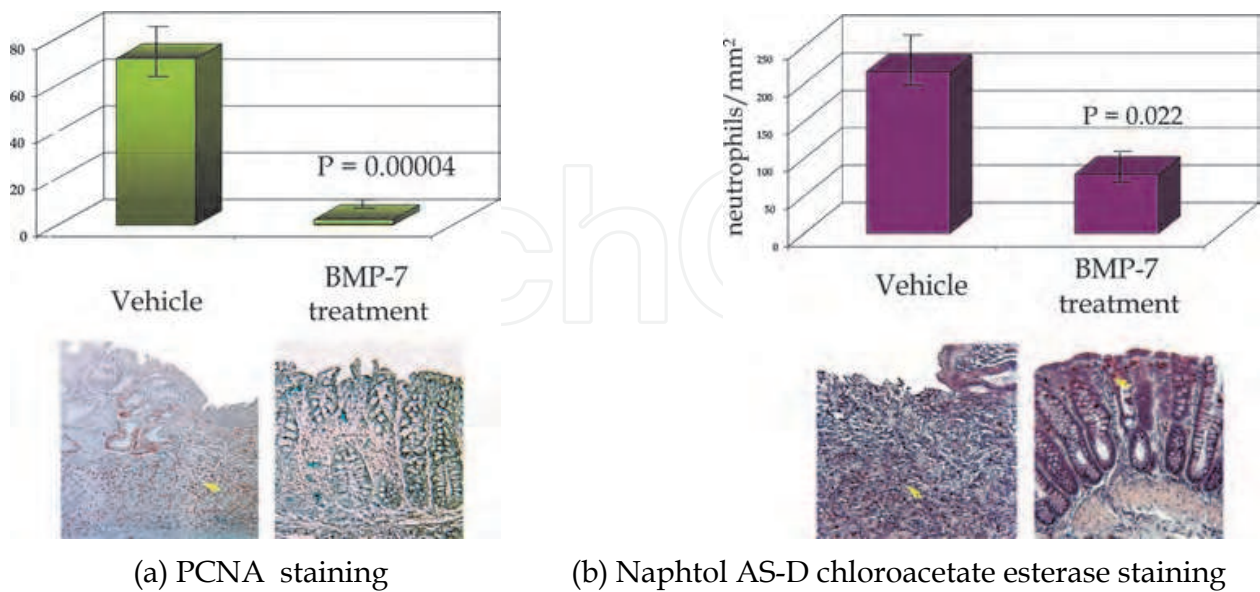 80
60
40
20
0
P = 0.00004
Vehicle
BMP-7
treatment
neutrophils/mm²
250
200
150
100
50
0
P = 0.022
Vehicle
BMP-7
treatment
ch
(a) PCNA  staining
(b) Naphtol AS-D chloroacetate esterase staining